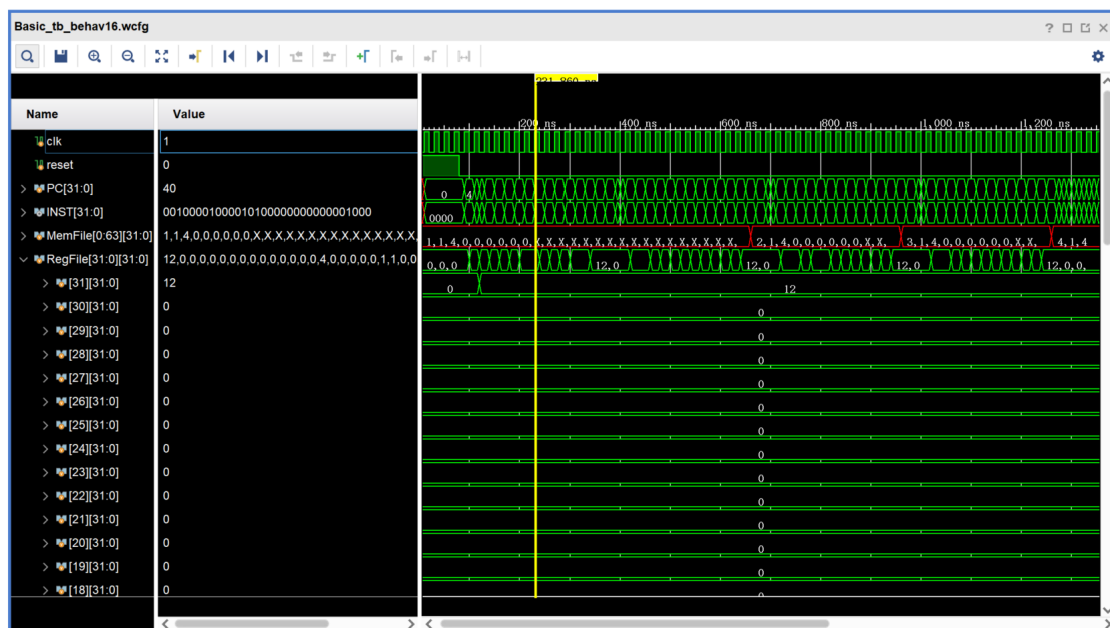 Basic_tb_behav16.wcfg
221.860 ns
Name Value
200 ns 400 ns 600 ns 800 ns 1,000 ns 1,200 ns
clk 1
reset 0
PC[31:0] 40 0 4
INST[31:0] 00100001000010100000000000001000 0000
MemFile[0:63][31:0] 1,1,4,0,0,0,0,0,0,X,X,X,X,X,X,X,X,X,X,X,X,X,X,X,X, 1,1,4,0,0,0,0,0,0,X,X,X,X,X,X,X,X,X,X,X,X,X,X, 2,1,4,0,0,0,0,0,0,X,X, 3,1,4,0,0,0,0,0,0,X,X, 4,1,4
RegFile[31:0][31:0] 12,0,0,0,0,0,0,0,0,0,0,0,0,0,0,4,0,0,0,0,0,1,1,0,0 0,0,0 12,0 12,0 12,0 12,0,0,
[31][31:0] 12 0 12
[30][31:0] 0 0
[29][31:0] 0 0
[28][31:0] 0 0
[27][31:0] 0 0
[26][31:0] 0 0
[25][31:0] 0 0
[24][31:0] 0 0
[23][31:0] 0 0
[22][31:0] 0 0
[21][31:0] 0 0
[20][31:0] 0 0
[19][31:0] 0 0
[18][31:0] 0